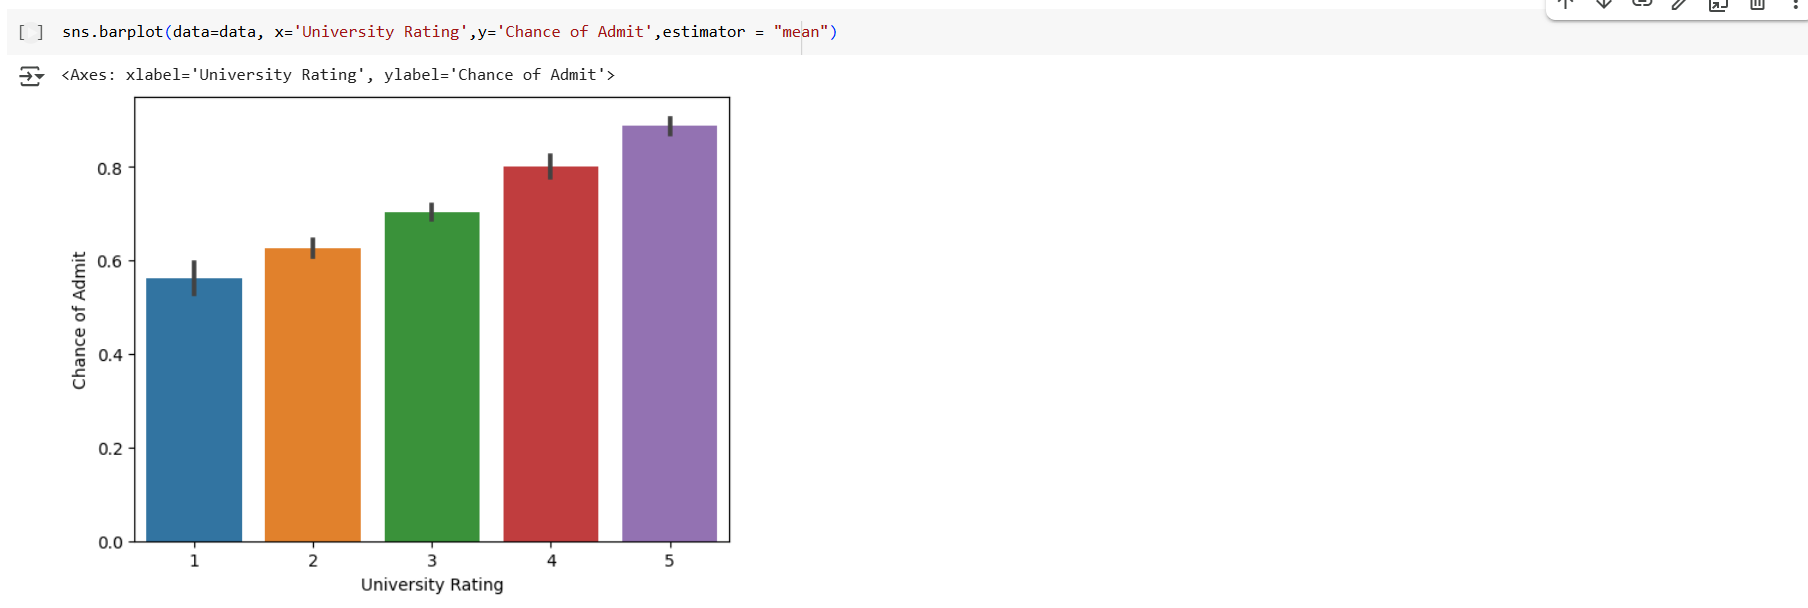 [ ] sns.barplot(data=data, x='University Rating',y='Chance of Admit',estimator = "mean")
<Axes: xlabel='University Rating', ylabel='Chance of Admit'>
0.8
0.6
0.4
0.2
0.0
Chance of Admit
1 2 3 4 5
University Rating